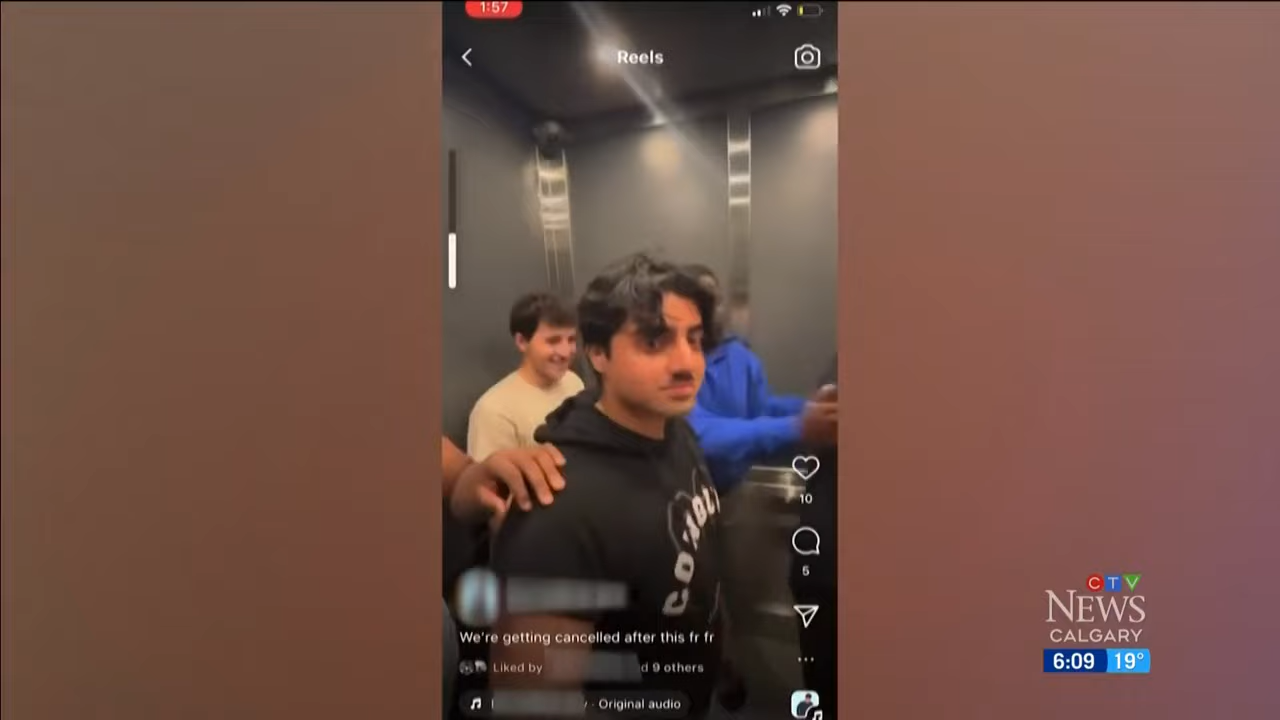 1:57
Reels
10
5
We're getting cancelled after this fr fr
Liked by
d 9 others
Original audio
CTV
NEWS
CALGARY
6:09 19°